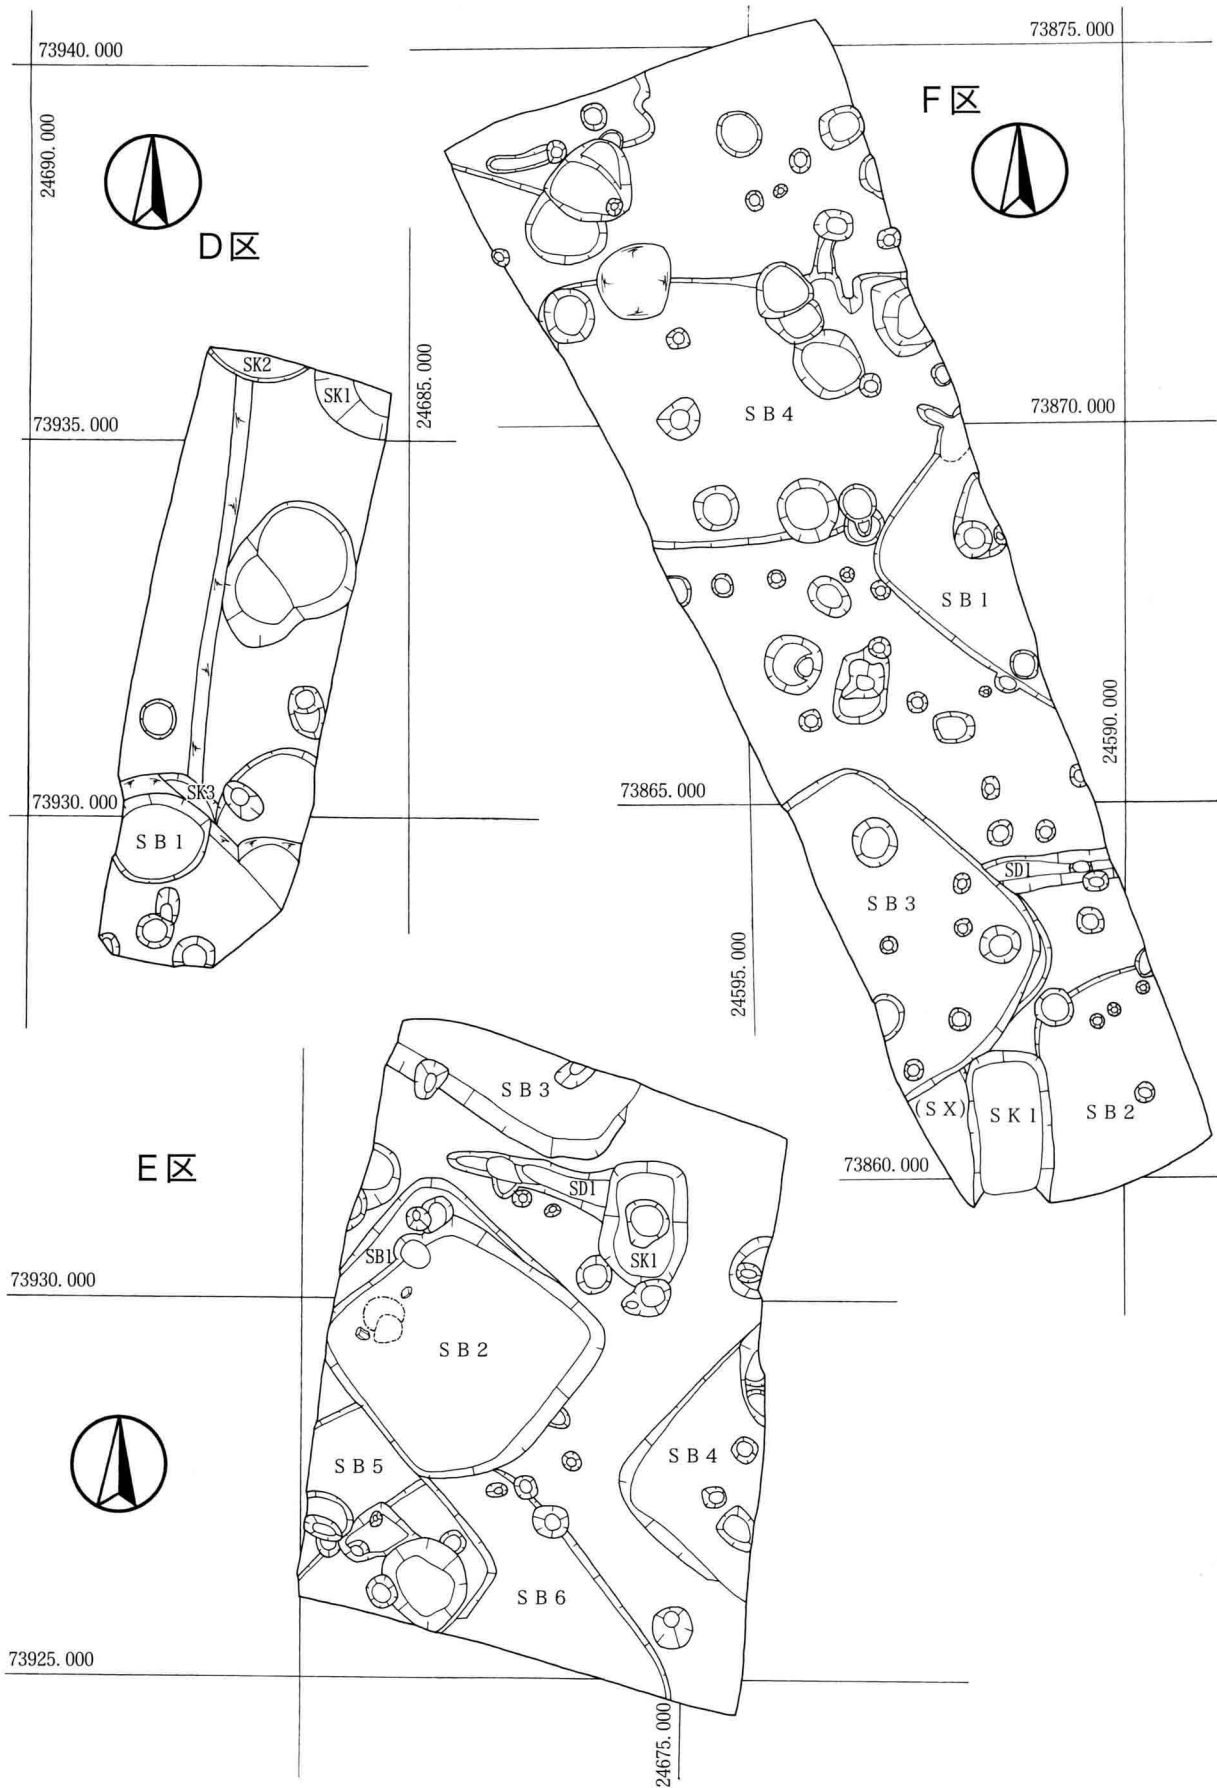 73940.000
24690.000
D区
SK2
SK1
24685.000
73935.000
SK3
73930.000
SB1
73875.000
F区
73870.000
SB4
SB1
24590.000
73865.000
SD1
SB3
24595.000
(SX)
SK1
SB2
73860.000
E区
SB3
SD1
SK1
SB1
73930.000
SB2
SB5
SB4
SB6
73925.000
24675.000